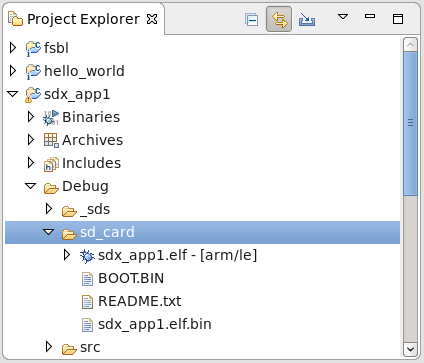 Project Explorer
fsbl
hello_world
sdx_app1
Binaries
Archives
Includes
Debug
_sds
sd_card
sdx_app1.elf - [arm/le]
BOOT.BIN
README.txt
sdx_app1.elf.bin
src